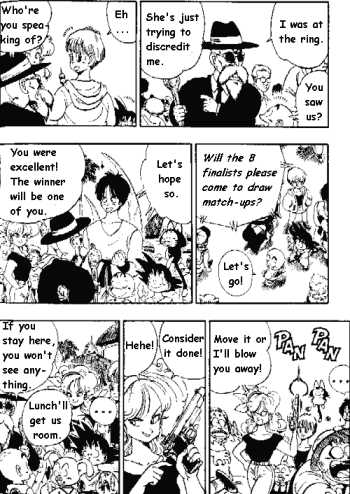 Who're
you spea-
king of?
Eh
...
She's just
trying to
discredit
me.
I was at
the ring.
You
saw
us?
You were
excellent!
The winner
will be one
of you.
Let's
hope
so.
Will the 8
finalists please
come to draw
match-ups?
Let's
go!
If you
stay here,
you won't
see any-
thing.
Lunch'll
get us
room.
...
Hehe!
Consider
it done!
Move it or
I'll blow
you away!
PAN
PAN
...